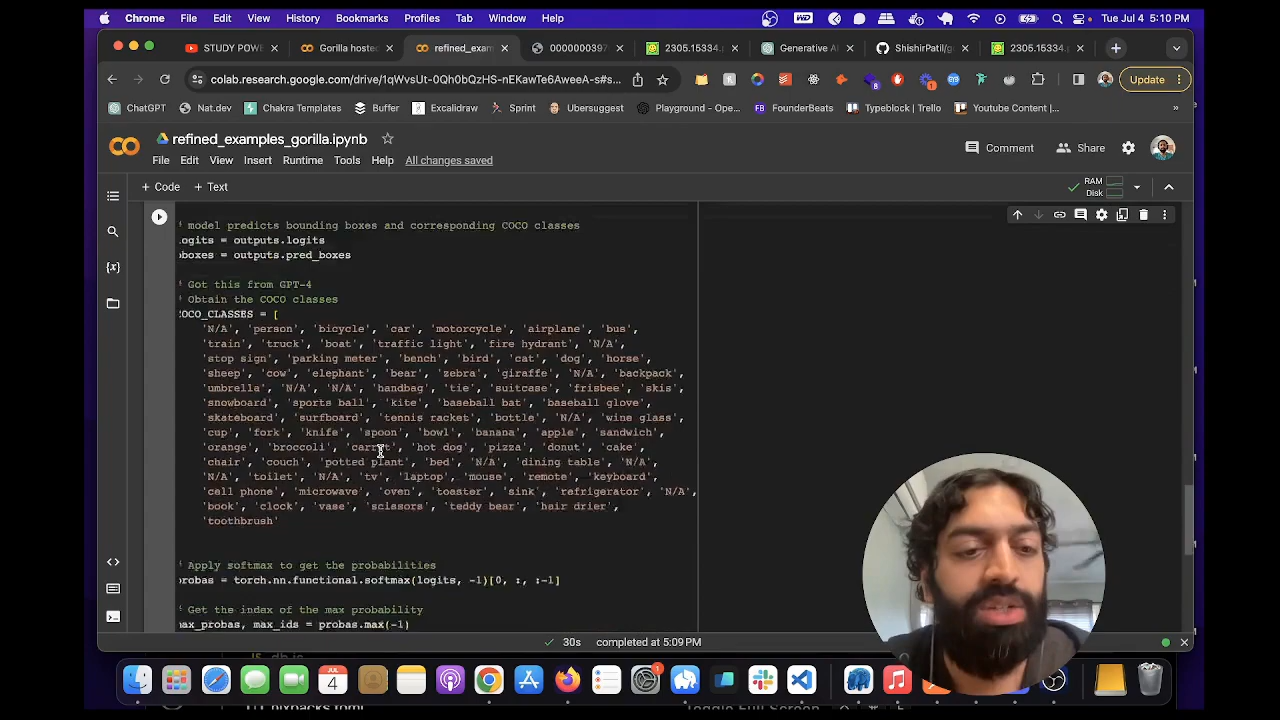 Chrome File Edit View History Bookmarks Profiles Tab Window Help Tue Jul 4 5:10 PM
STUDY POWE Gorilla hoste refined_exam 0000000397 2305.15334.p Generative AI ShishirPatil/g 2305.15334.p
colab.research.google.com/drive/1qWvsUt-0Qh0bQzHS-nEKawTe6AweeA-s#s... Update
ChatGPT Nat.dev Chakra Templates Buffer Excalidraw Sprint Ubersuggest Playground - Ope... FounderBeats Typeblock | Trello Youtube Content |... »
refined_examples_gorilla.ipynb
File Edit View Insert Runtime Tools Help All changes saved
Comment Share
+ Code + Text
RAM
Disk
model predicts bounding boxes and corresponding COCO classes
logits = outputs.logits
boxes = outputs.pred_boxes
Got this from GPT-4
Obtain the COCO classes
COCO_CLASSES = [
'N/A', 'person', 'bicycle', 'car', 'motorcycle', 'airplane', 'bus',
'train', 'truck', 'boat', 'traffic light', 'fire hydrant', 'N/A',
'stop sign', 'parking meter', 'bench', 'bird', 'cat', 'dog', 'horse',
'sheep', 'cow', 'elephant', 'bear', 'zebra', 'giraffe', 'N/A', 'backpack',
'umbrella', 'N/A', 'N/A', 'handbag', 'tie', 'suitcase', 'frisbee', 'skis',
'snowboard', 'sports ball', 'kite', 'baseball bat', 'baseball glove',
'skateboard', 'surfboard', 'tennis racket', 'bottle', 'N/A', 'wine glass',
'cup', 'fork', 'knife', 'spoon', 'bowl', 'banana', 'apple', 'sandwich',
'orange', 'broccoli', 'carrot', 'hot dog', 'pizza', 'donut', 'cake',
'chair', 'couch', 'potted plant', 'bed', 'N/A', 'dining table', 'N/A',
'N/A', 'toilet', 'N/A', 'tv', 'laptop', 'mouse', 'remote', 'keyboard',
'cell phone', 'microwave', 'oven', 'toaster', 'sink', 'refrigerator', 'N/A',
'book', 'clock', 'vase', 'scissors', 'teddy bear', 'hair drier',
'toothbrush'
Apply softmax to get the probabilities
probas = torch.nn.functional.softmax(logits, -1)[0, :, :-1]
Get the index of the max probability
max_probas, max_ids = probas.max(-1)
30s completed at 5:09 PM